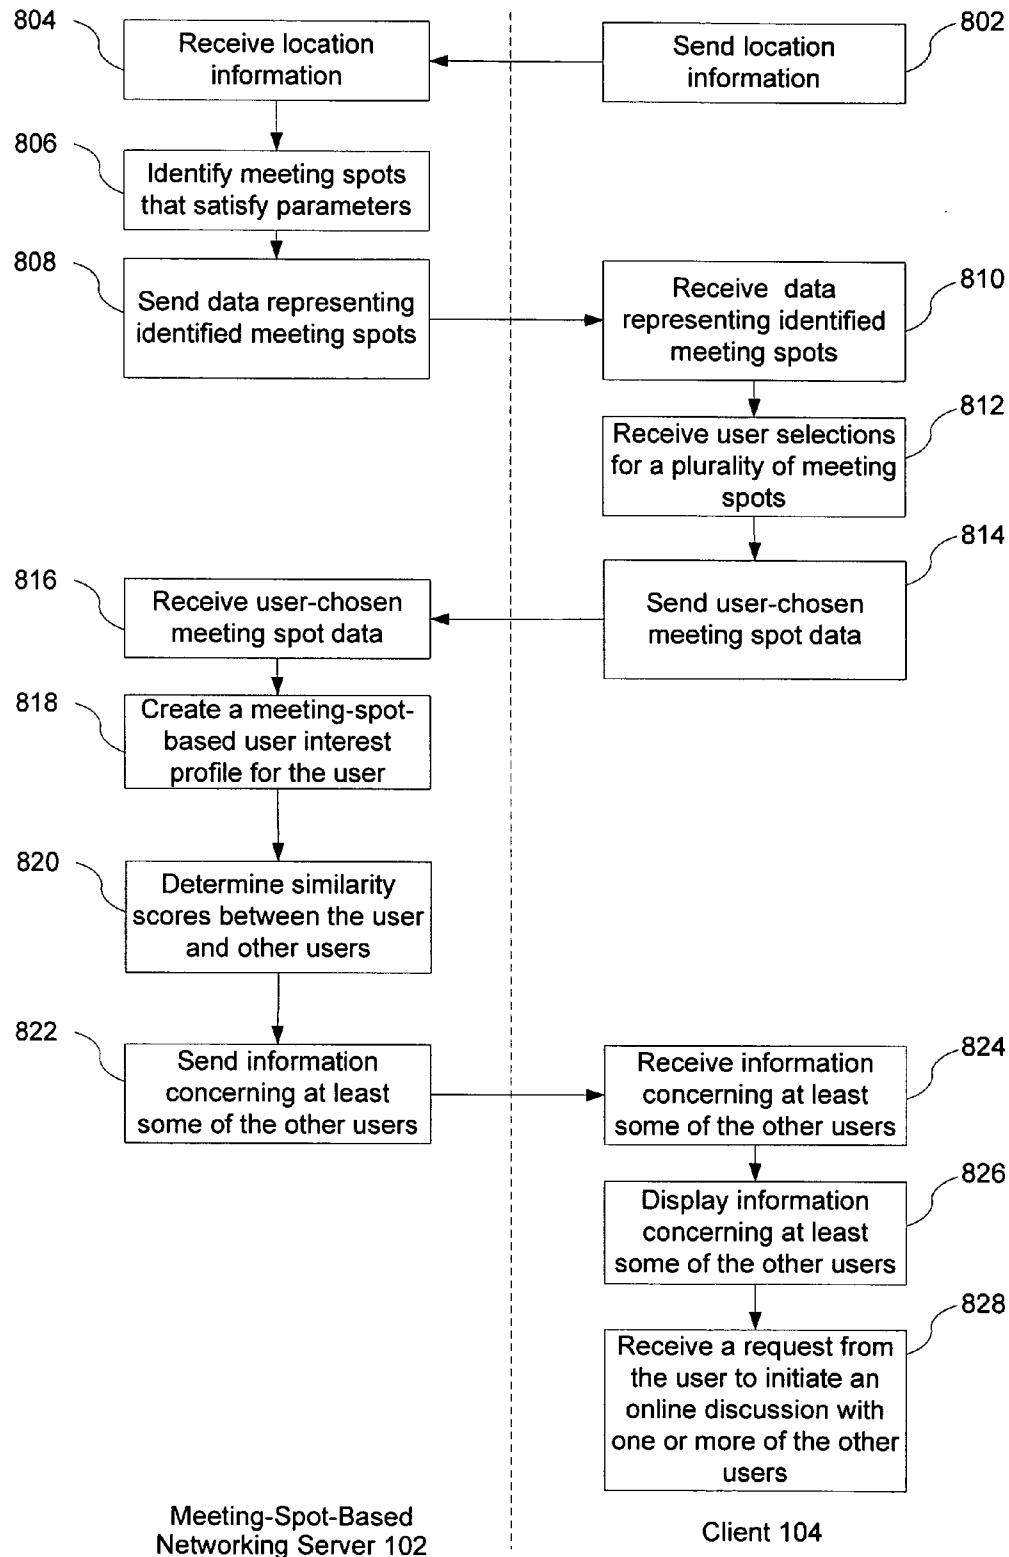 804
Receive location
information
802
Send location
information
806
Identify meeting spots
that satisfy parameters
808
Send data representing
identified meeting spots
810
Receive data
representing identified
meeting spots
812
Receive user selections
for a plurality of meeting
spots
814
Send user-chosen
meeting spot data
816
Receive user-chosen
meeting spot data
818
Create a meeting-spot-
based user interest
profile for the user
820
Determine similarity
scores between the user
and other users
822
Send information
concerning at least
some of the other users
824
Receive information
concerning at least
some of the other users
826
Display information
concerning at least
some of the other users
828
Receive a request from
the user to initiate an
online discussion with
one or more of the other
users
Meeting-Spot-Based
Networking Server 102
Client 104